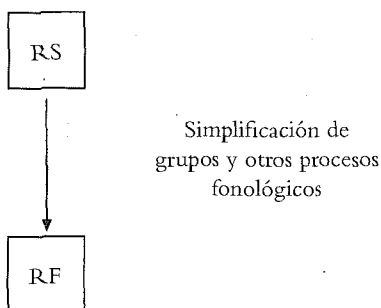 RS
Simplificación de
grupos y otros procesos
fonológicos
RF